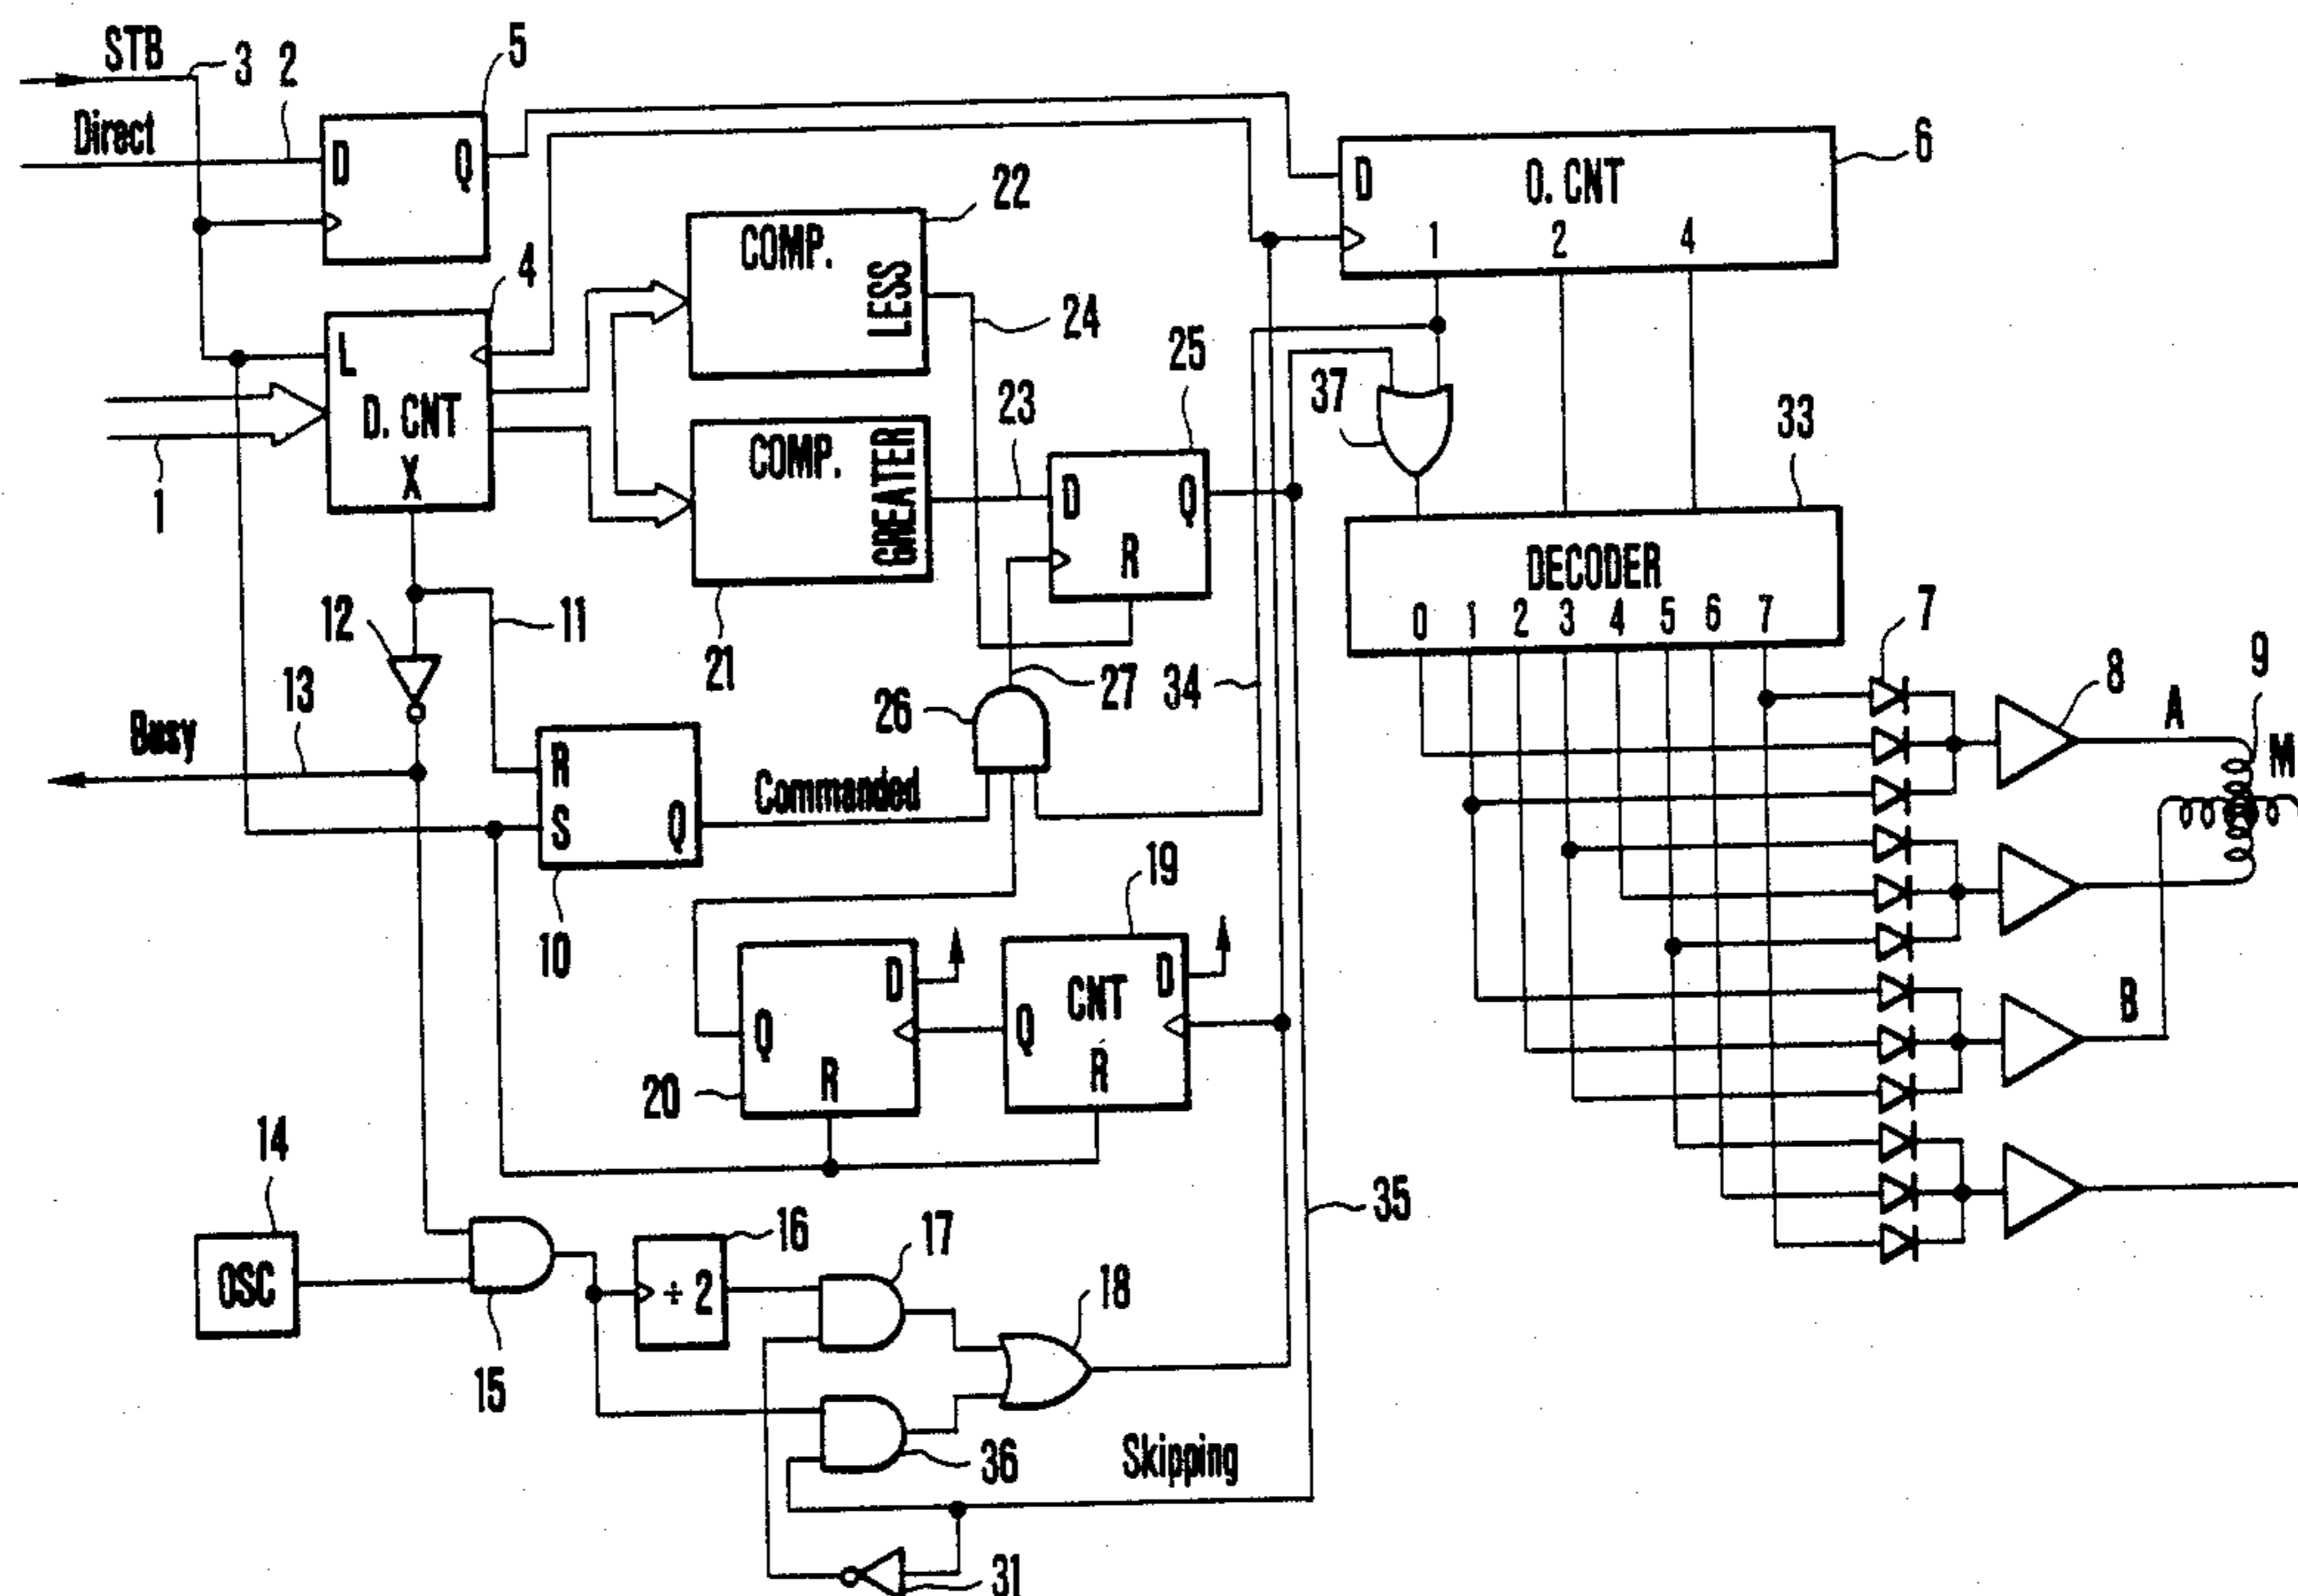 STB
3
2
5
Direct
D
Q
6
D
O. CNT
1
2
4
22
COMP.
LESS
4
24
25
L
D. CNT
X
1
COMP.
GREATER
23
D
Q
R
37
33
DECODER
0
1
2
3
4
5
6
7
7
12
11
21
27
34
8
9
A
M
13
Busy
26
R
S
Q
Commanded
10
19
D
CNT
Q
R
D
Q
R
20
B
14
OSC
15
16
÷ 2
17
18
35
36
Skipping
31